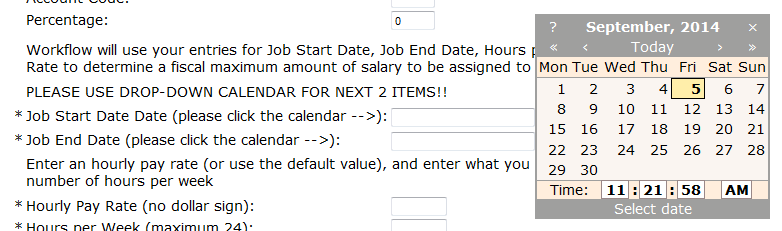 Account Code:
Percentage:
0
Workflow will use your entries for Job Start Date, Job End Date, Hours
Rate to determine a fiscal maximum amount of salary to be assigned to
PLEASE USE DROP-DOWN CALENDAR FOR NEXT 2 ITEMS!!
* Job Start Date Date (please click the calendar -->):
* Job End Date (please click the calendar -->):
Enter an hourly pay rate (or use the default value), and enter what you
number of hours per week
* Hourly Pay Rate (no dollar sign):
* Hours per Week (maximum 24):
? September, 2014 ×
« ‹ Today › »
Mon Tue Wed Thu Fri Sat Sun
1 2 3 4 5 6 7
8 9 10 11 12 13 14
15 16 17 18 19 20 21
22 23 24 25 26 27 28
29 30
Time: 11 : 21 : 58 AM
Select date